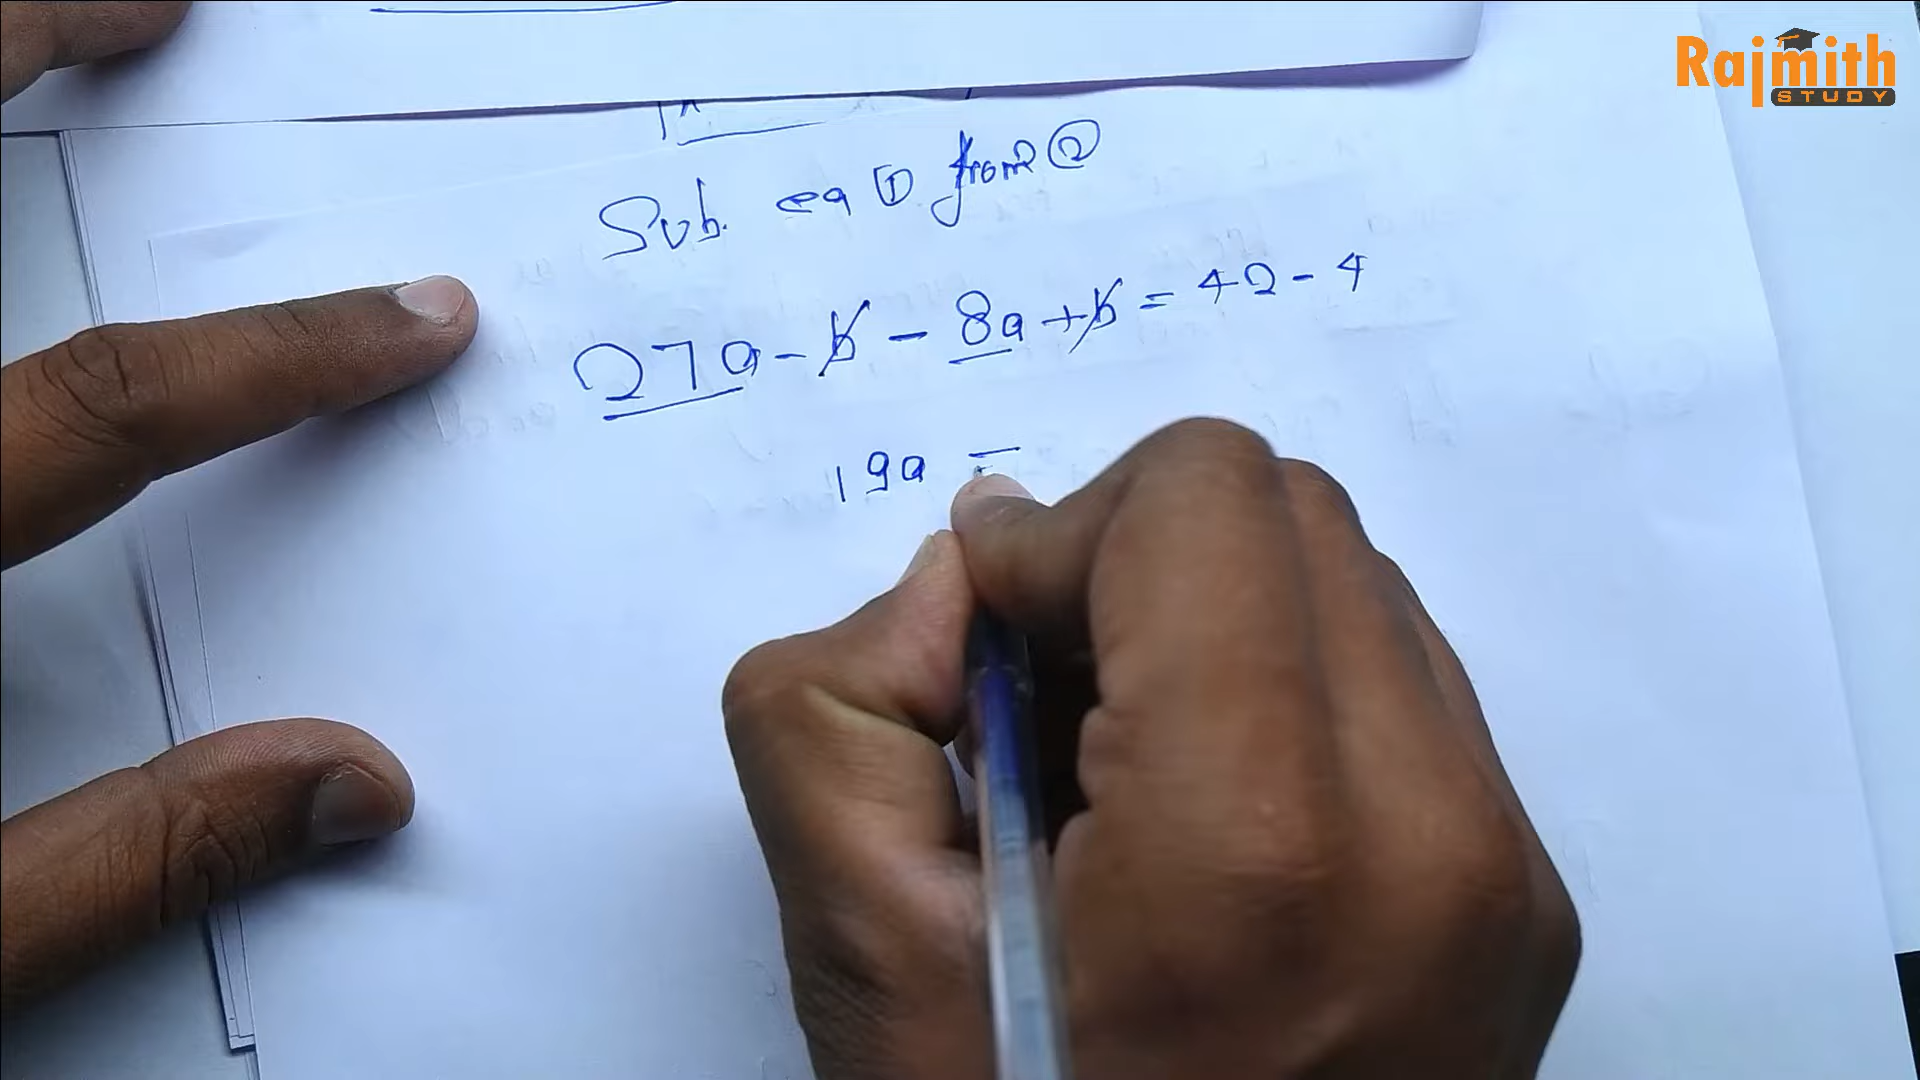 Rajmith
STUDY
Sub. eq ① from ②
27a - b - 8a + b = 42 - 4
19a =